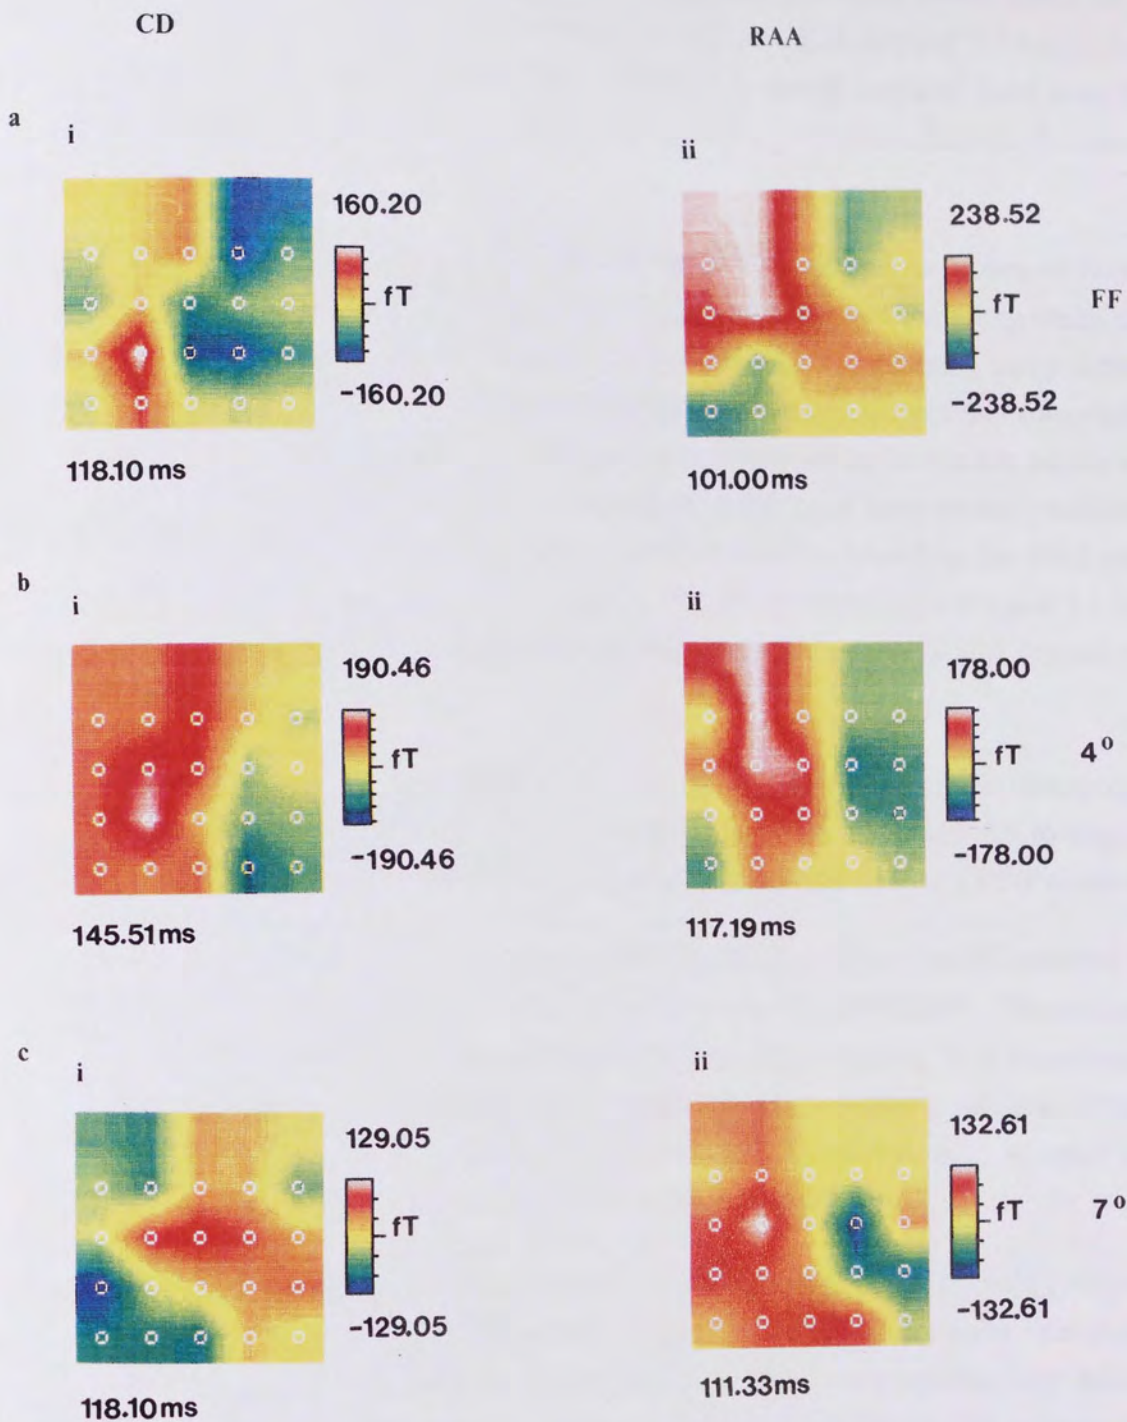 CD
RAA
a
i
ii
160.20
fT
-160.20
118.10 ms
238.52
fT
-238.52
101.00ms
FF
b
i
ii
190.46
fT
-190.46
145.51ms
178.00
fT
-178.00
117.19ms
4°
c
i
ii
129.05
fT
-129.05
118.10ms
132.61
fT
-132.61
111.33ms
7°